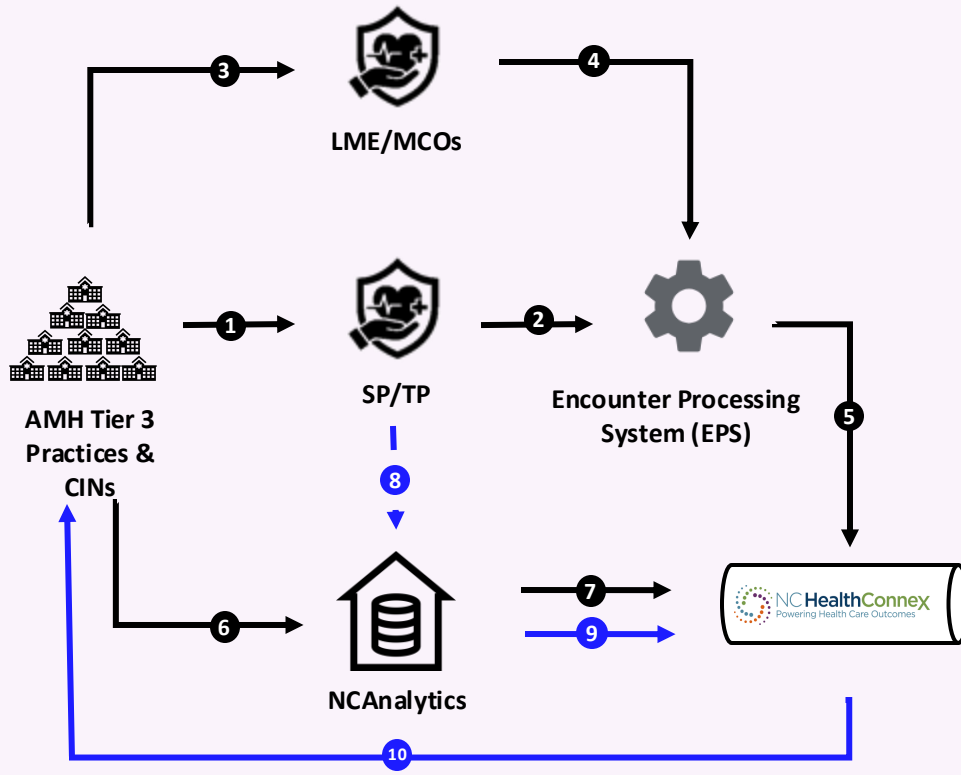 3
4
LME/MCOs
1
2
SP/TP
Encounter Processing
System (EPS)
AMH Tier 3
Practices &
CINs
5
8
7
NCHealthConnex
Powering Health Care Outcomes
6
9
NCAnalytics
10